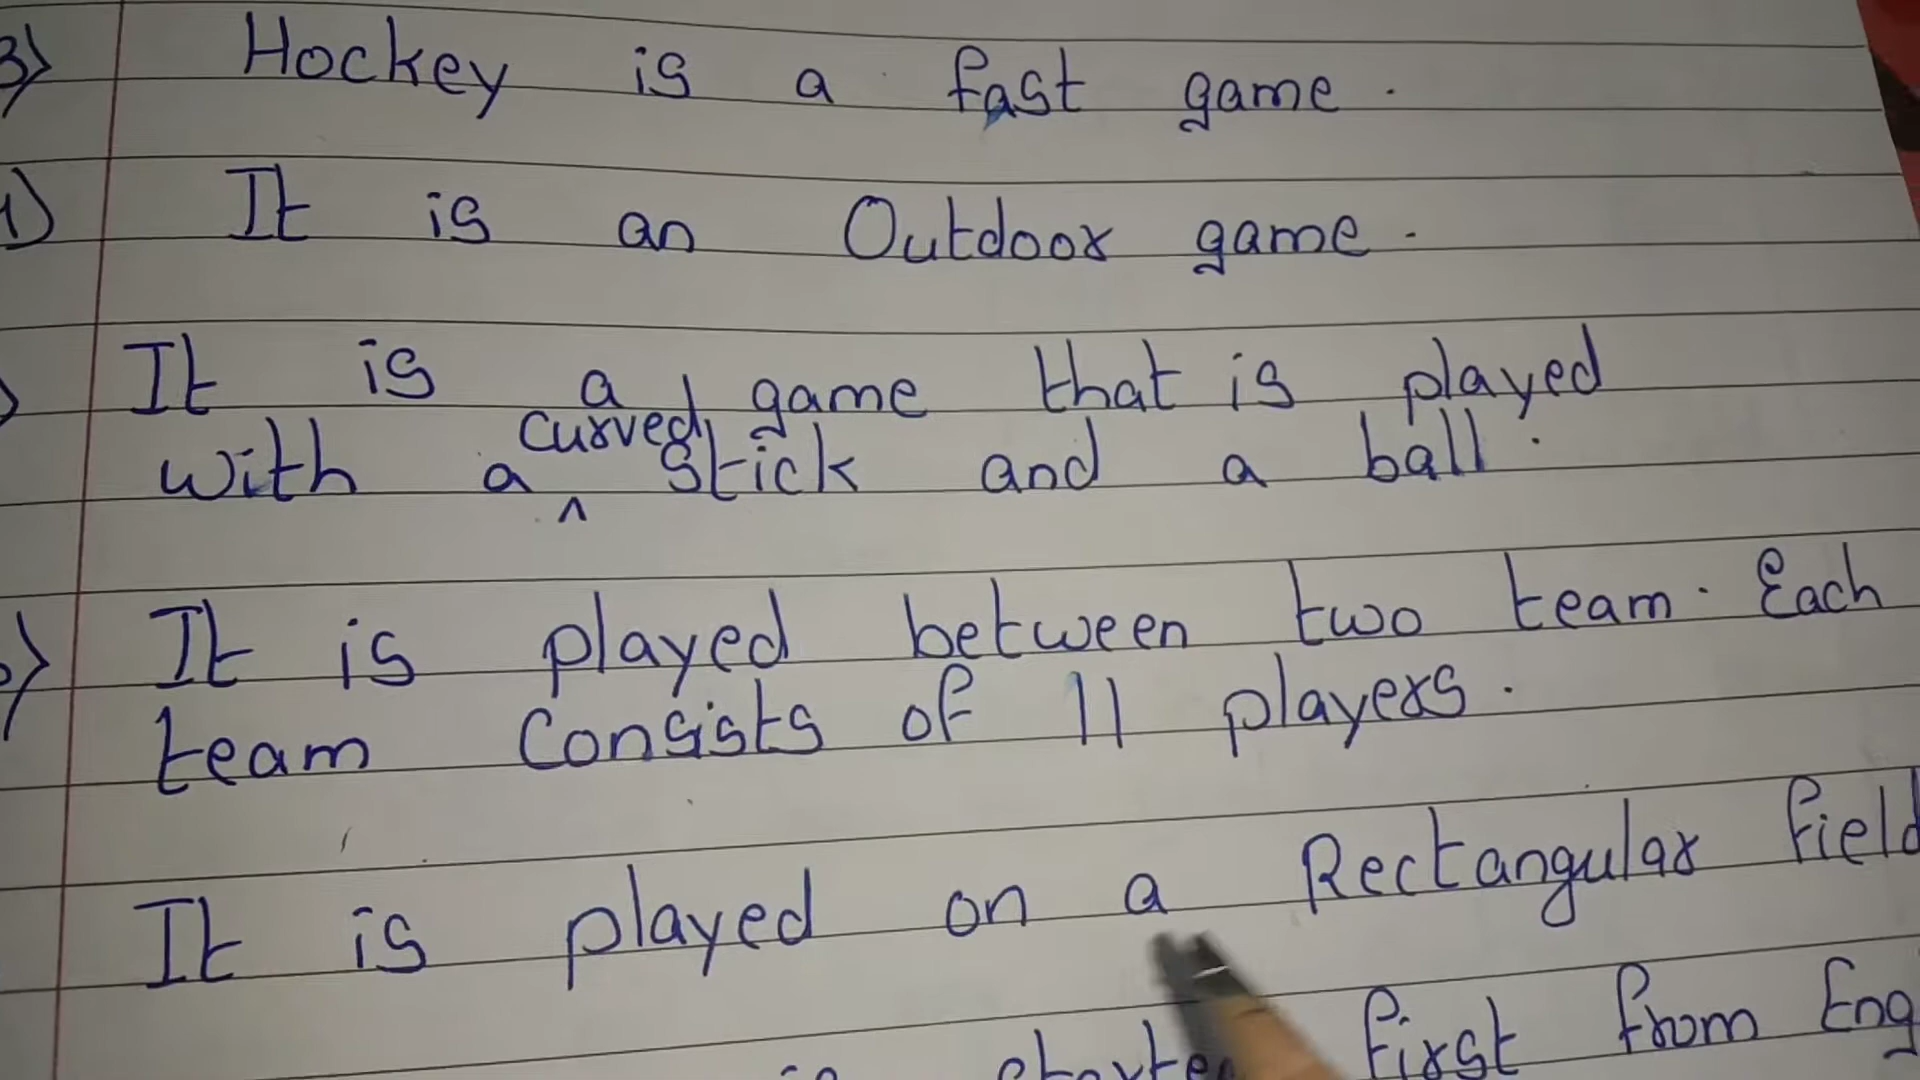 3) Hockey is a fast game.
4) It is an Outdoor game.
It is a game that is played
with a curved stick and a ball.
It is played between two team. Each
team consists of 11 players.
It is played on a Rectangular field
first from Eng